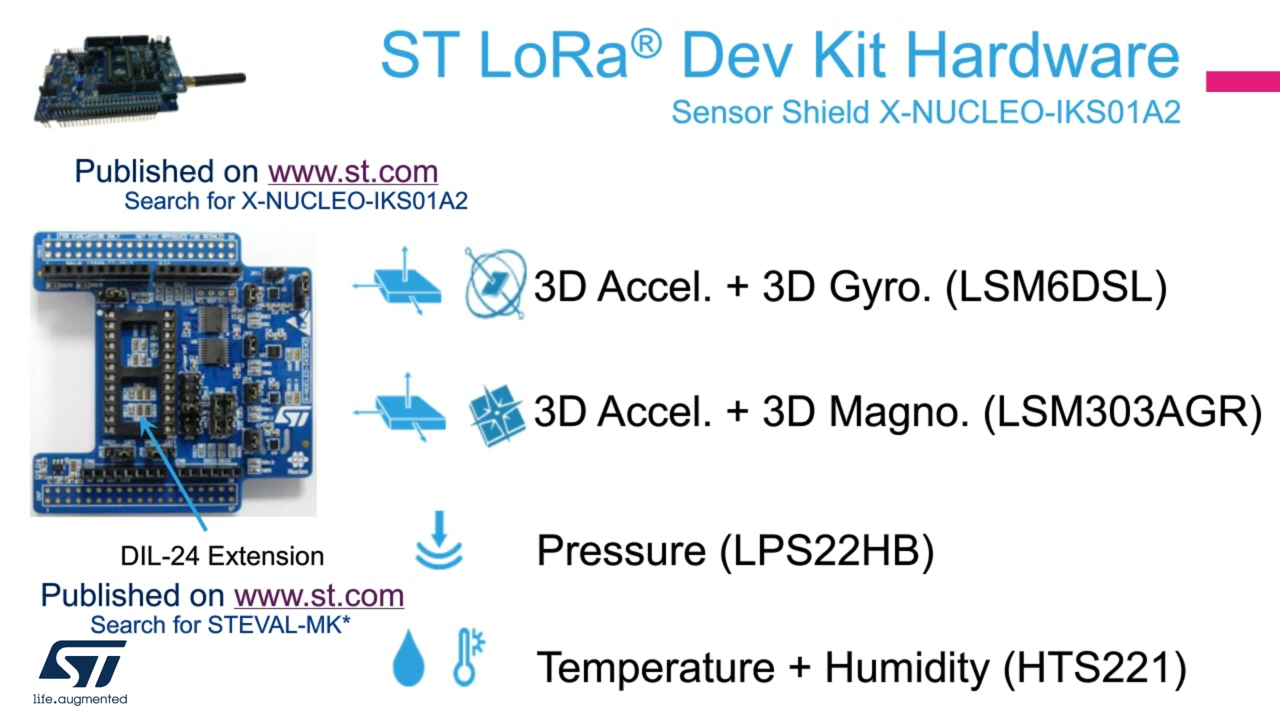 ST LoRa® Dev Kit Hardware
Sensor Shield X-NUCLEO-IKS01A2
Published on www.st.com
Search for X-NUCLEO-IKS01A2
3D Accel. + 3D Gyro. (LSM6DSL)
3D Accel. + 3D Magno. (LSM303AGR)
DIL-24 Extension
Pressure (LPS22HB)
Published on www.st.com
Search for STEVAL-MK*
Temperature + Humidity (HTS221)
ST
life.augmented